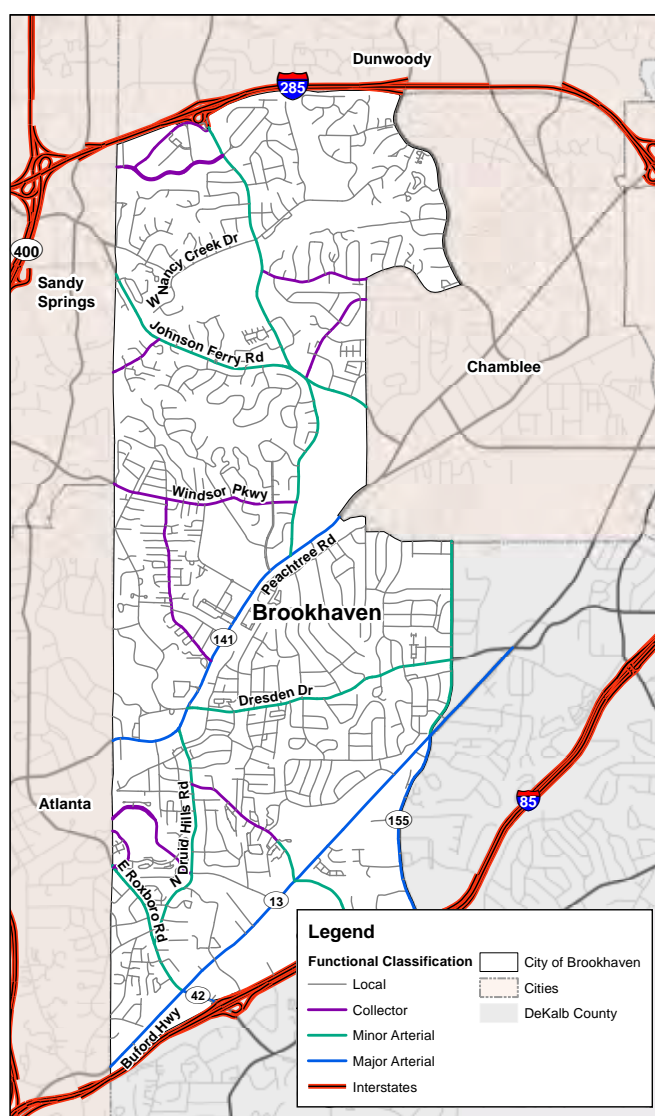 Dunwoody
285
400
Sandy
Springs
W Nancy Creek Dr
Johnson Ferry Rd
Chamblee
Windsor Pkwy
Peachtree Rd
Brookhaven
141
Dresden Dr
Atlanta
N Druid Hills Rd
85
155
E Roxboro Rd
13
42
Buford Hwy
Legend
Functional Classification
Local
Collector
Minor Arterial
Major Arterial
Interstates
City of Brookhaven
Cities
DeKalb County